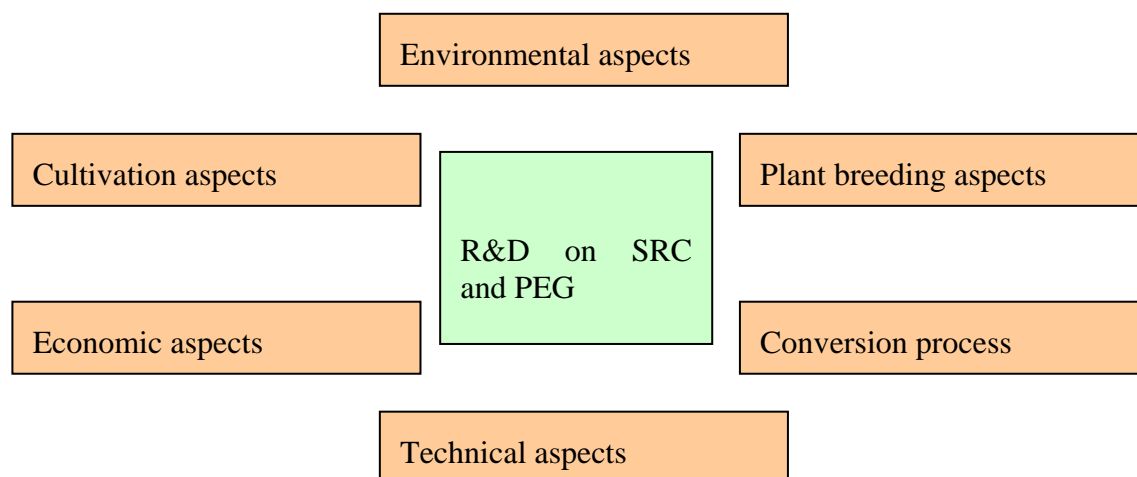 Environmental aspects
Cultivation aspects
Plant breeding aspects
R&D on SRC
and PEG
Economic aspects
Conversion process
Technical aspects